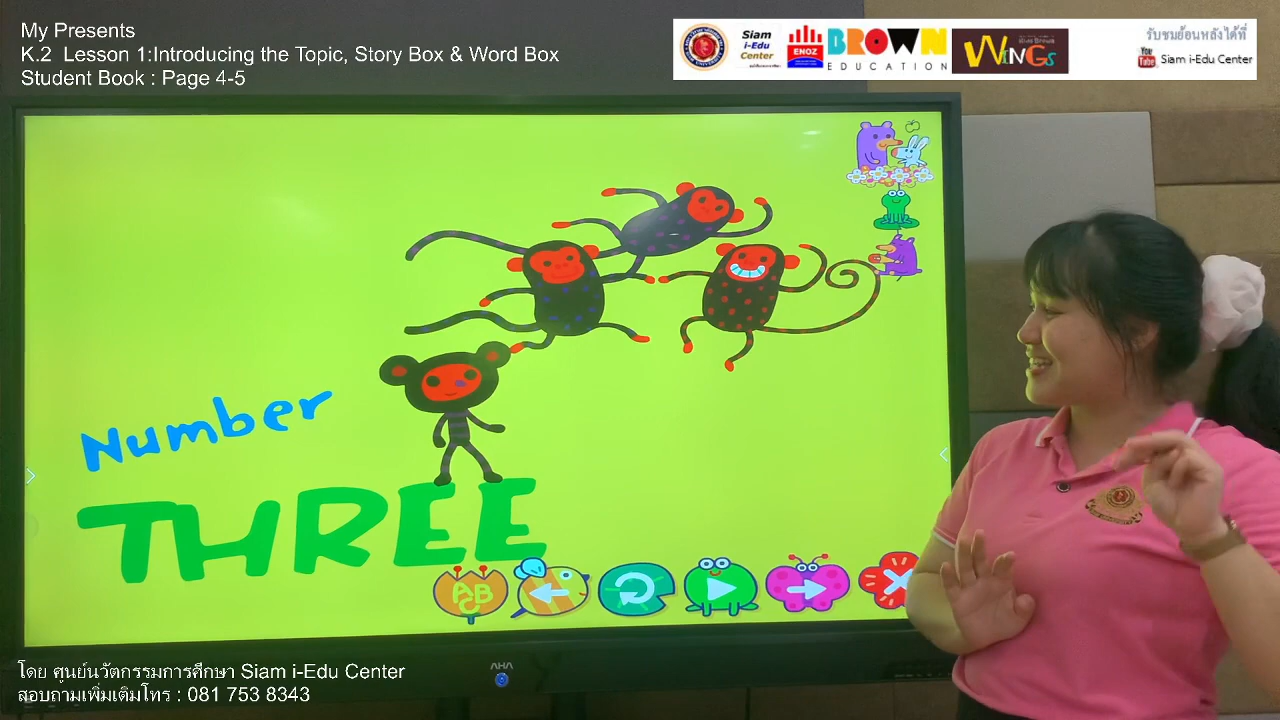 My Presents
K.2 Lesson 1:Introducing the Topic, Story Box & Word Box
Student Book : Page 4-5
Siam
i-Edu
Center
ENOZ
BROWN
EDUCATION
WiNGs
รับชมย้อนหลังได้ที่
You
Tube
Siam i-Edu Center
Number
THREE
ABC
AHA
โดย ศูนย์นวัตกรรมการศึกษา Siam i-Edu Center
สอบถามเพิ่มเติมโทร : 081 753 8343